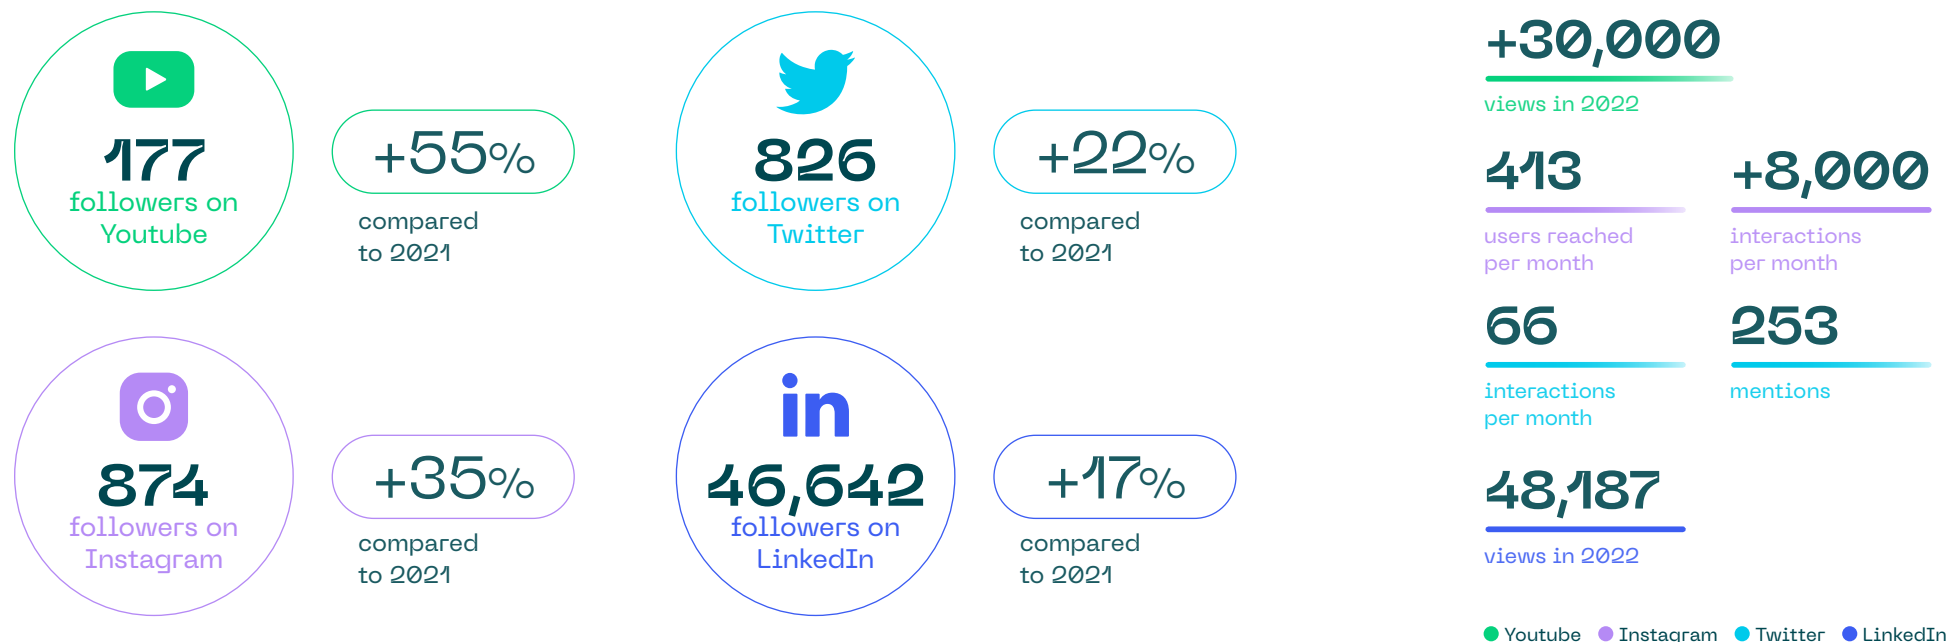 177
followers on
Youtube
+55%
compared
to 2021
826
followers on
Twitter
+22%
compared
to 2021
874
followers on
Instagram
+35%
compared
to 2021
in
46,642
followers on
LinkedIn
+17%
compared
to 2021
+30,000
views in 2022
413
users reached
per month
+8,000
interactions
per month
66
interactions
per month
253
mentions
48,187
views in 2022
Youtube Instagram Twitter LinkedIn